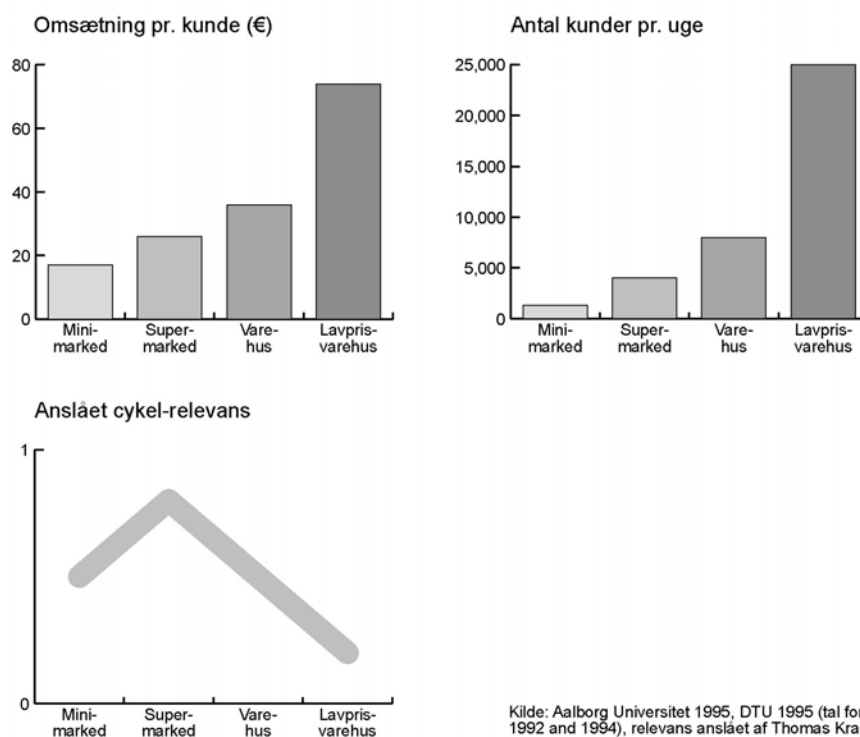 Omsætning pr. kunde (€)
80
60
40
20
0
Mini-
marked
Super-
marked
Vare-
hus
Lavpris-
varehus
Antal kunder pr. uge
25,000
20,000
15,000
10,000
5,000
0
Mini-
marked
Super-
marked
Vare-
hus
Lavpris-
varehus
Anslået cykel-relevans
1
0
Mini-
marked
Super-
marked
Vare-
hus
Lavpris-
varehus
Kilde: Aalborg Universitet 1995, DTU 1995 (tal for
1992 and 1994), relevans anslået af Thomas Kra